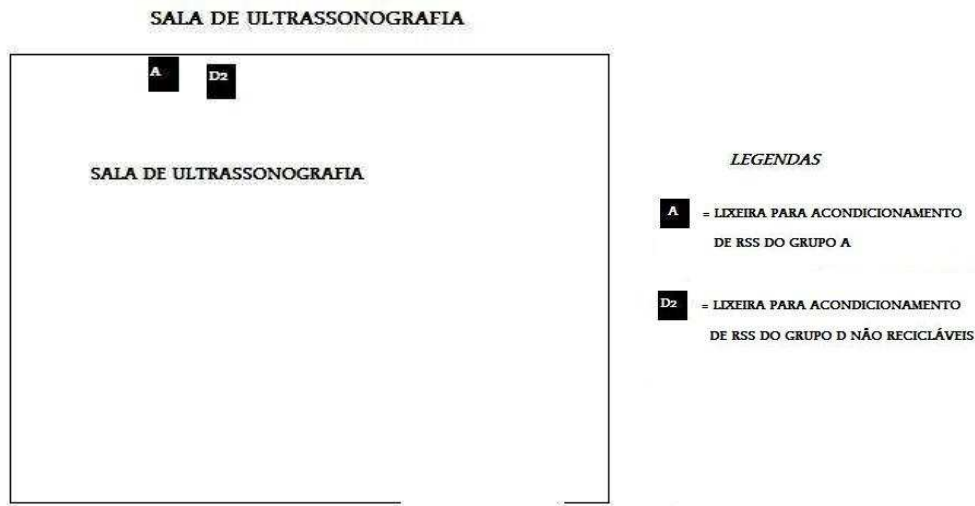 SALA DE ULTRASSONOGRAFIA
A
D2
SALA DE ULTRASSONOGRAFIA
LEGENDAS
A = LIXEIRA PARA ACONDICIONAMENTO
DE RSS DO GRUPO A
D2 = LIXEIRA PARA ACONDICIONAMENTO
DE RSS DO GRUPO D NÃO RECICLÁVEIS